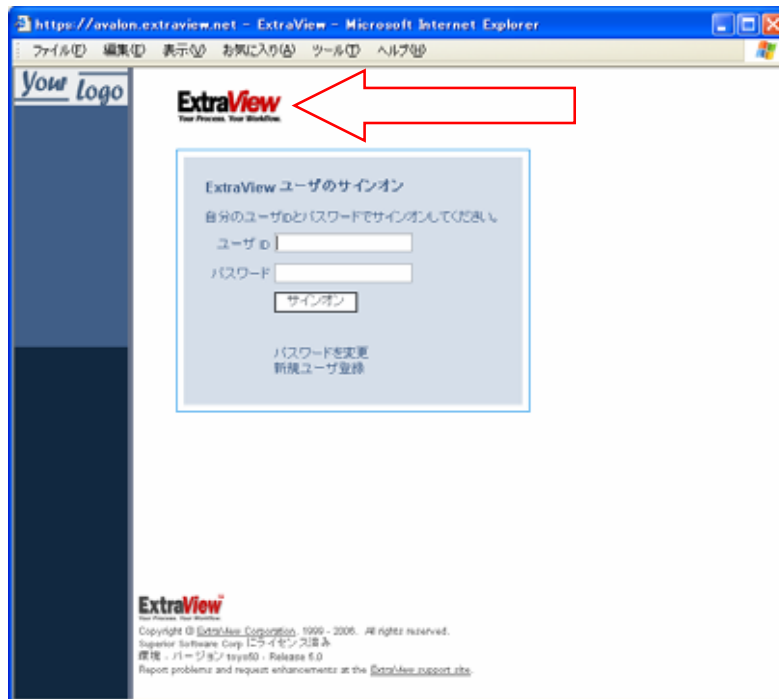 https://avalon.extraview.net - ExtraView - Microsoft Internet Explorer
ファイル(F) 編集(E) 表示(V) お気に入り(A) ツール(T) ヘルプ(H)
Your logo
ExtraView
Your Process. Your Workflow.
ExtraView ユーザのサインオン
自分のユーザIDとパスワードでサインオンしてください。
ユーザ ID
パスワード
サインオン
パスワードを変更
新規ユーザ登録
ExtraView
Your Process. Your Workflow.
Copyright © ExtraView Corporation, 1999 - 2006. All rights reserved.
Superior Software Corp にライセンス済み
環境 - バージョン toyo60 - Release 6.0
Report problems and request enhancements at the ExtraView support site.